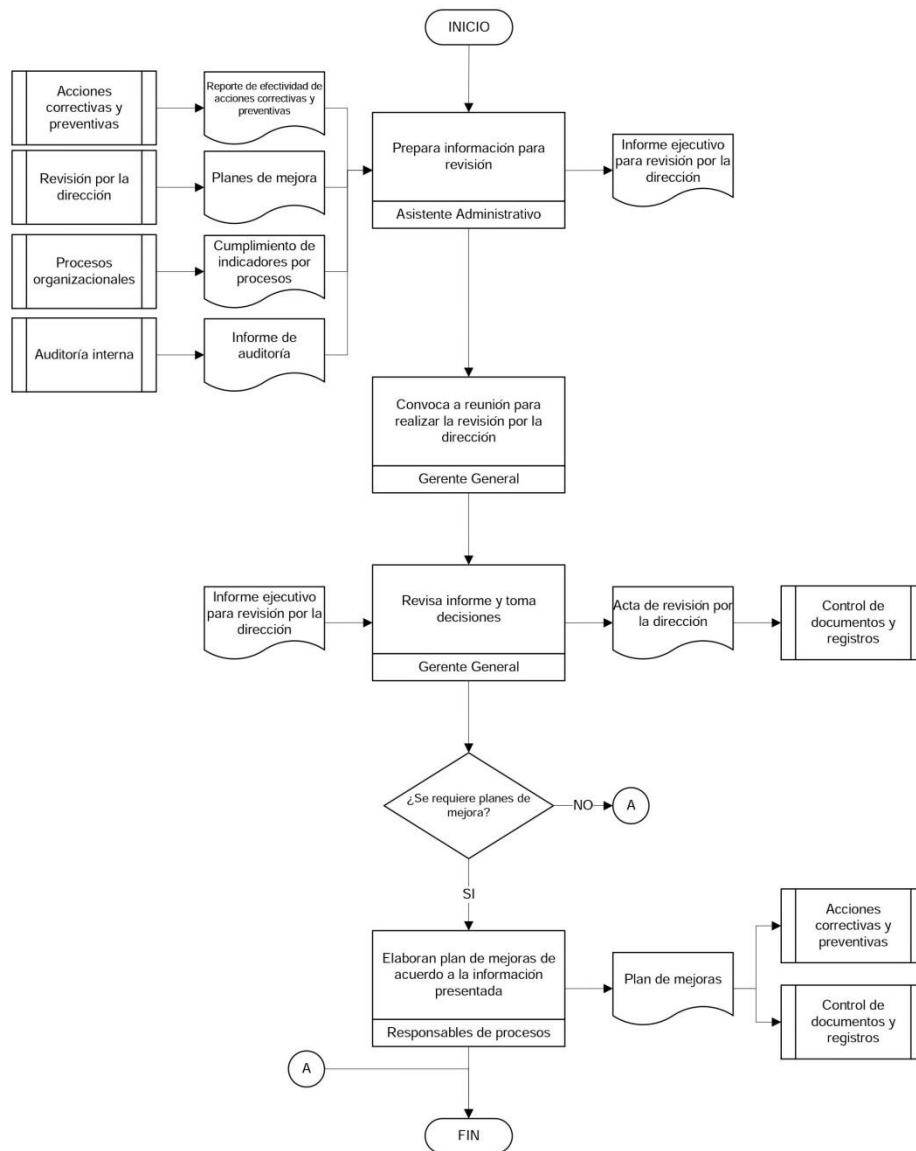 INICIO
Acciones
correctivas y
preventivas
Reporte de efectividad de
acciones correctivas y
preventivas
Prepara información para
revisión
Asistente Administrativo
Informe ejecutivo
para revisión por la
dirección
Revisión por la
dirección
Planes de mejora
Procesos
organizacionales
Cumplimiento de
indicadores por
procesos
Auditoría interna
Informe de
auditoría
Convoca a reunión para
realizar la revisión por la
dirección
Gerente General
Informe ejecutivo
para revisión por la
dirección
Revisa informe y toma
decisiones
Gerente General
Acta de revisión por
la dirección
Control de
documentos y
registros
¿Se requiere planes de
mejora?
NO
A
SI
Elaboran plan de mejoras de
acuerdo a la información
presentada
Responsables de procesos
Plan de mejoras
Acciones
correctivas y
preventivas
Control de
documentos y
registros
A
FIN